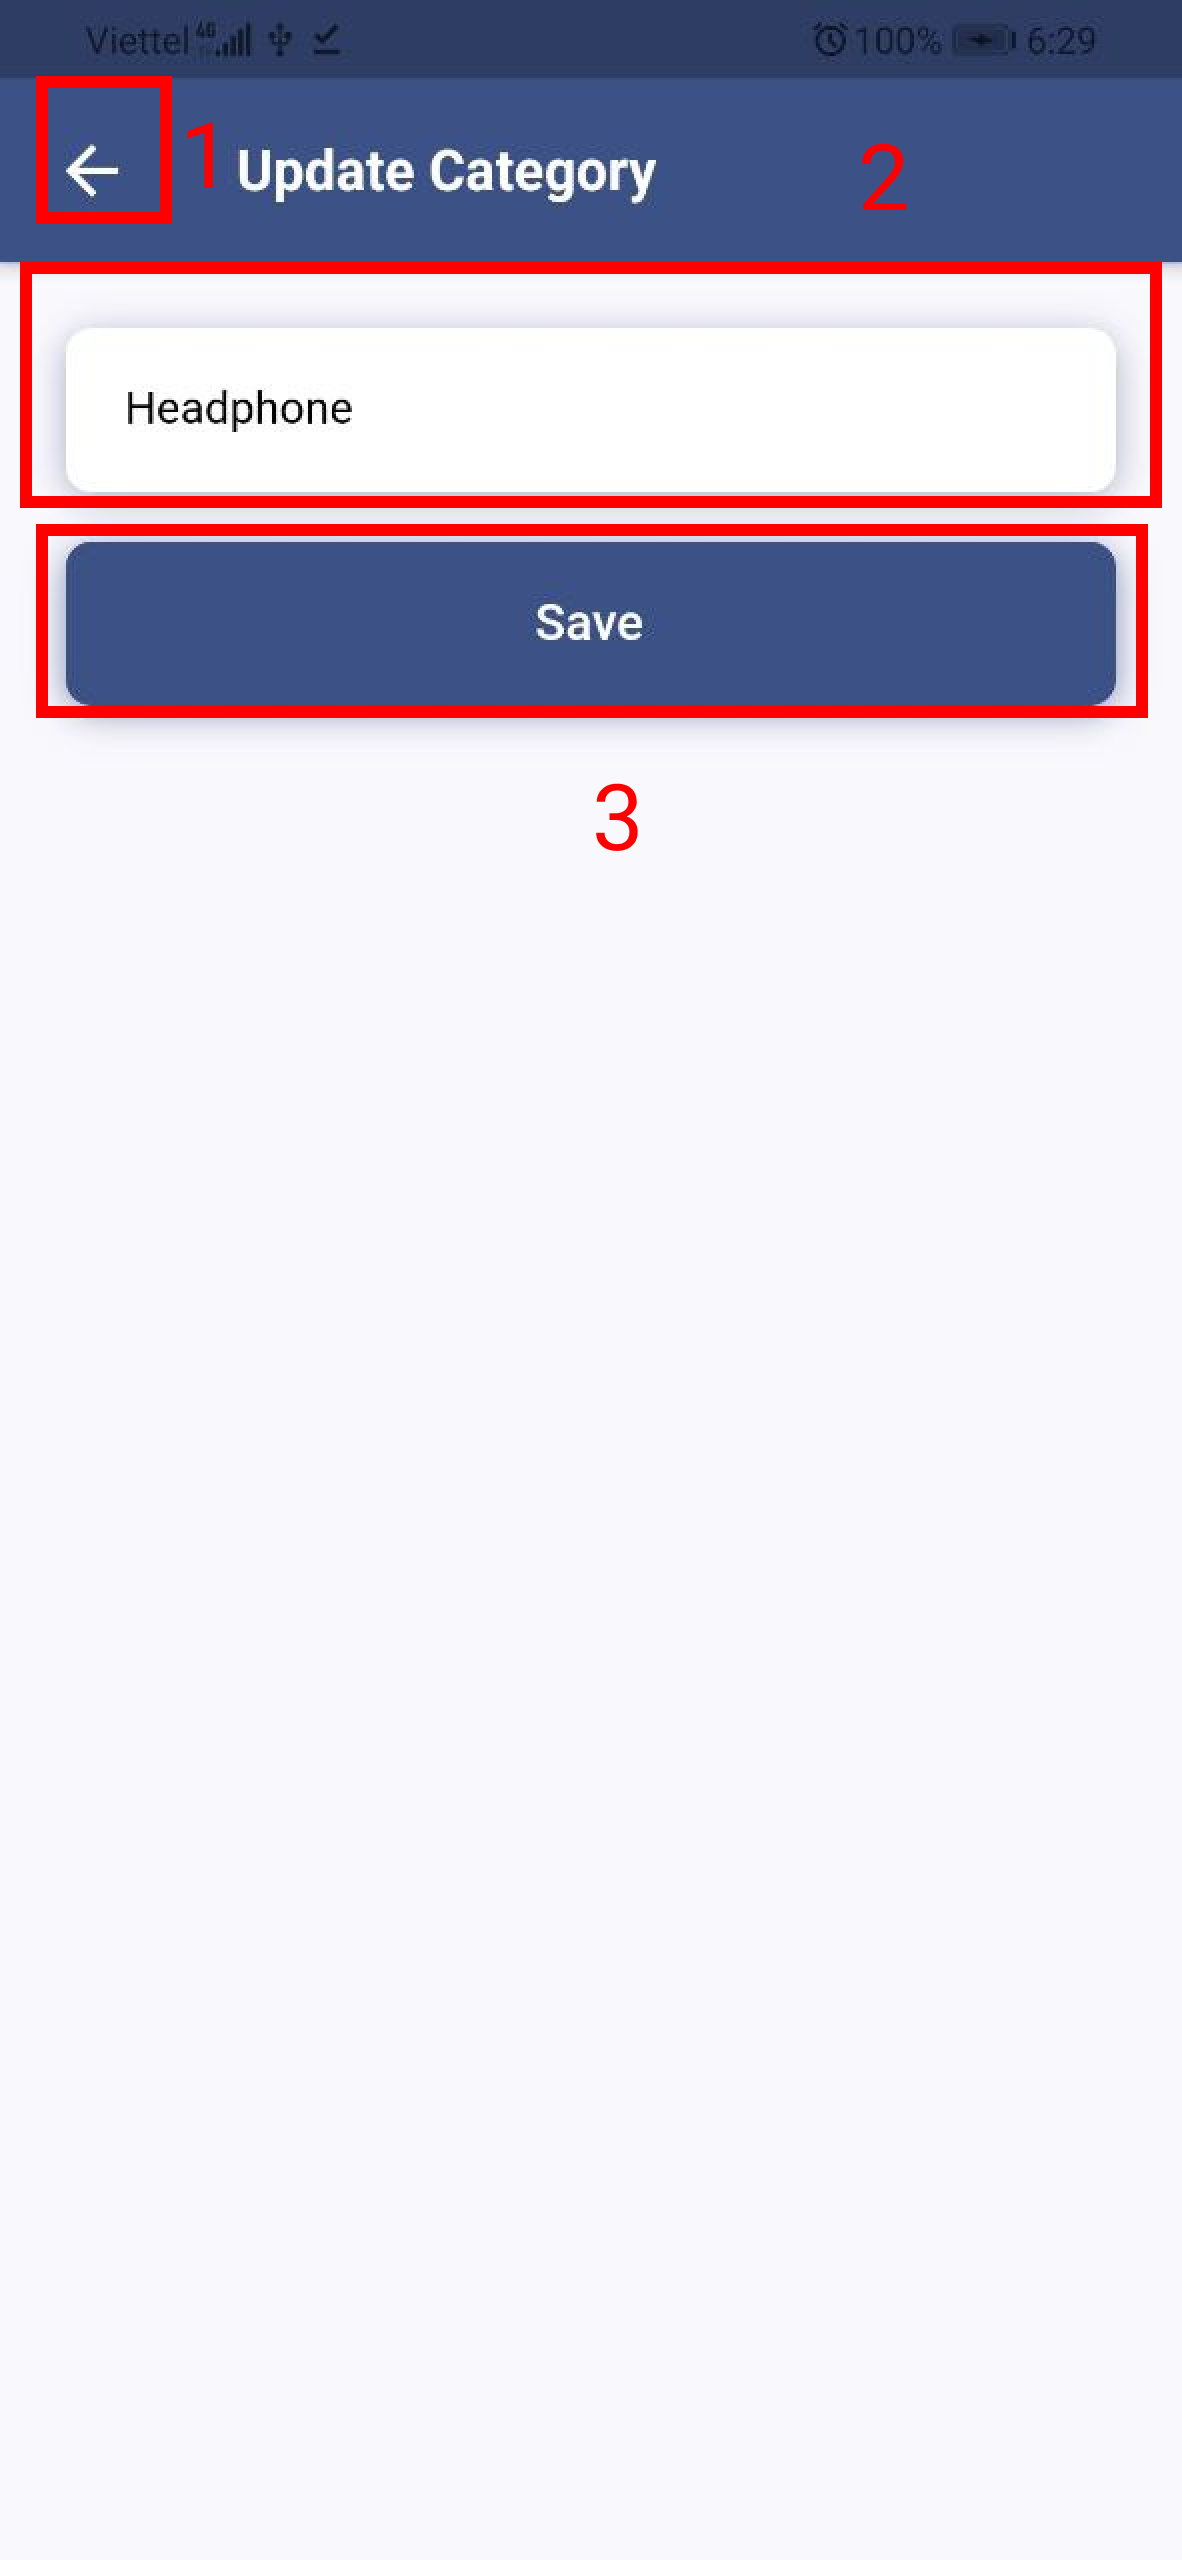 Viettel 4G 100% 6:29
1 Update Category 2
Headphone
Save
3